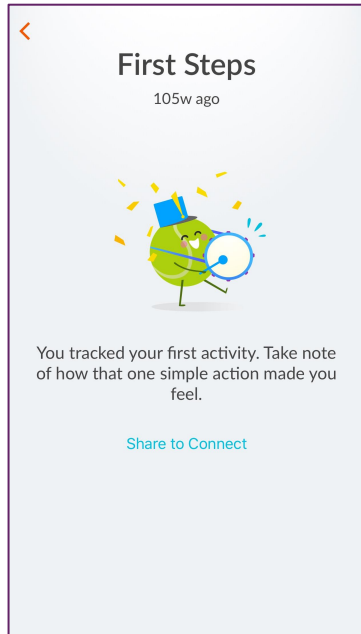 First Steps
105w ago
You tracked your first activity. Take note
of how that one simple action made you
feel.
Share to Connect